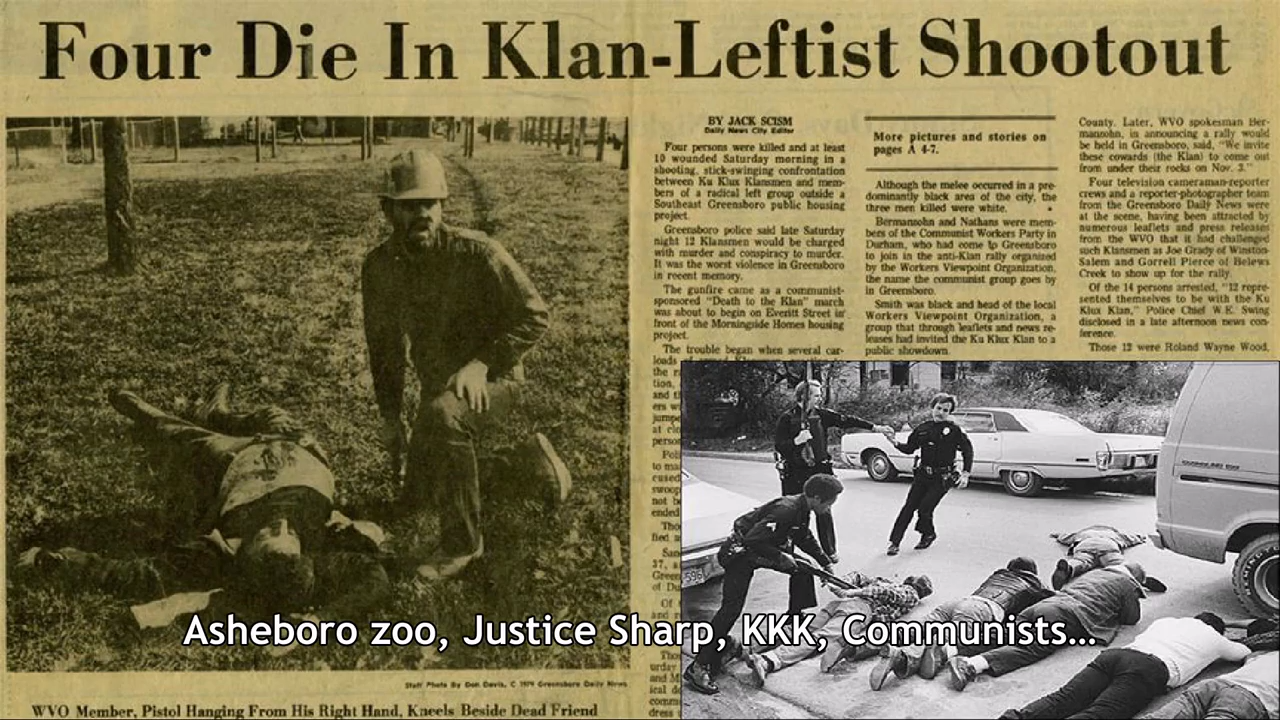 Four Die In Klan-Leftist Shootout
BY JACK SCISM
Daily News City Editor
Four persons were killed and at least
10 wounded Saturday morning in a
shooting, stick-swinging confrontation
between Ku Klux Klansmen and mem-
bers of a radical left group outside a
Southeast Greensboro public housing
project.
Greensboro police said late Saturday
night 12 Klansmen would be charged
with murder and conspiracy to murder.
It was the worst violence in Greensboro
in recent memory.
The gunfire came as a communist-
sponsored "Death to the Klan" march
was about to begin on Everitt Street in
front of the Morningside Homes housing
project.
The trouble began when several car-
More pictures and stories on
pages A 4-7.
Although the melee occurred in a pre-
dominantly black area of the city, the
three men killed were white.
Bermansohn and Nathans were mem-
bers of the Communist Workers Party in
Durham, who had come to Greensboro
to join in the anti-Klan rally organized
by the Workers Viewpoint Organization,
the name the communist group goes by
in Greensboro.
Smith was black and head of the local
Workers Viewpoint Organization, a
group that through leaflets and news re-
leases had invited the Ku Klux Klan to a
public showdown.
County. Later, WVO spokesman Ber-
mansohn, in announcing a rally would
be held in Greensboro, said, "We invite
these cowards (the Klan) to come out
from under their rocks on Nov. 3."
Four television cameraman-reporter
crews and a reporter-photographer team
from the Greensboro Daily News were
at the scene, having been attracted by
numerous leaflets and press releases
from the WVO that it had challenged
such Klansmen as Joe Grady of Winston-
Salem and Gorrell Pierce of Belews
Creek to show up for the rally.
Of the 14 persons arrested, "12 repre-
sented themselves to be with the Ku
Klux Klan," Police Chief W.E. Swing
disclosed in a late afternoon news con-
ference.
Those 12 were Roland Wayne Wood,
Asheboro zoo, Justice Sharp, KKK, Communists...
Staff Photo By Don Davis, C 1979 Greensboro Daily News
WVO Member, Pistol Hanging From His Right Hand, Kneels Beside Dead Friend